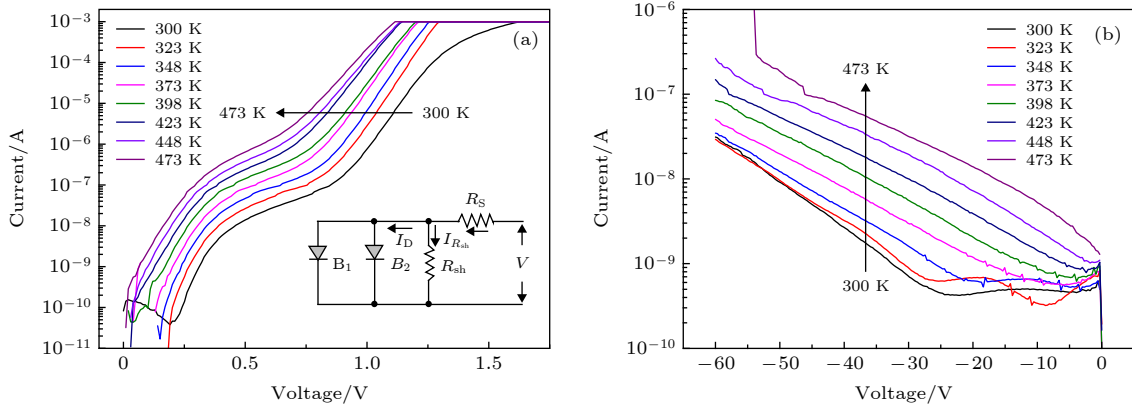 (a)
300 K
323 K
348 K
373 K
398 K
423 K
448 K
473 K
473 K
300 K
Current/A
10⁻³
10⁻⁴
10⁻⁵
10⁻⁶
10⁻⁷
10⁻⁸
10⁻⁹
10⁻¹⁰
10⁻¹¹
R_S
I_D
I_{R_sh}
B₁
B₂
R_sh
V
0
0.5
1.0
1.5
Voltage/V
(b)
300 K
323 K
348 K
373 K
398 K
423 K
448 K
473 K
473 K
300 K
Current/A
10⁻⁶
10⁻⁷
10⁻⁸
10⁻⁹
10⁻¹⁰
−60
−50
−40
−30
−20
−10
0
Voltage/V